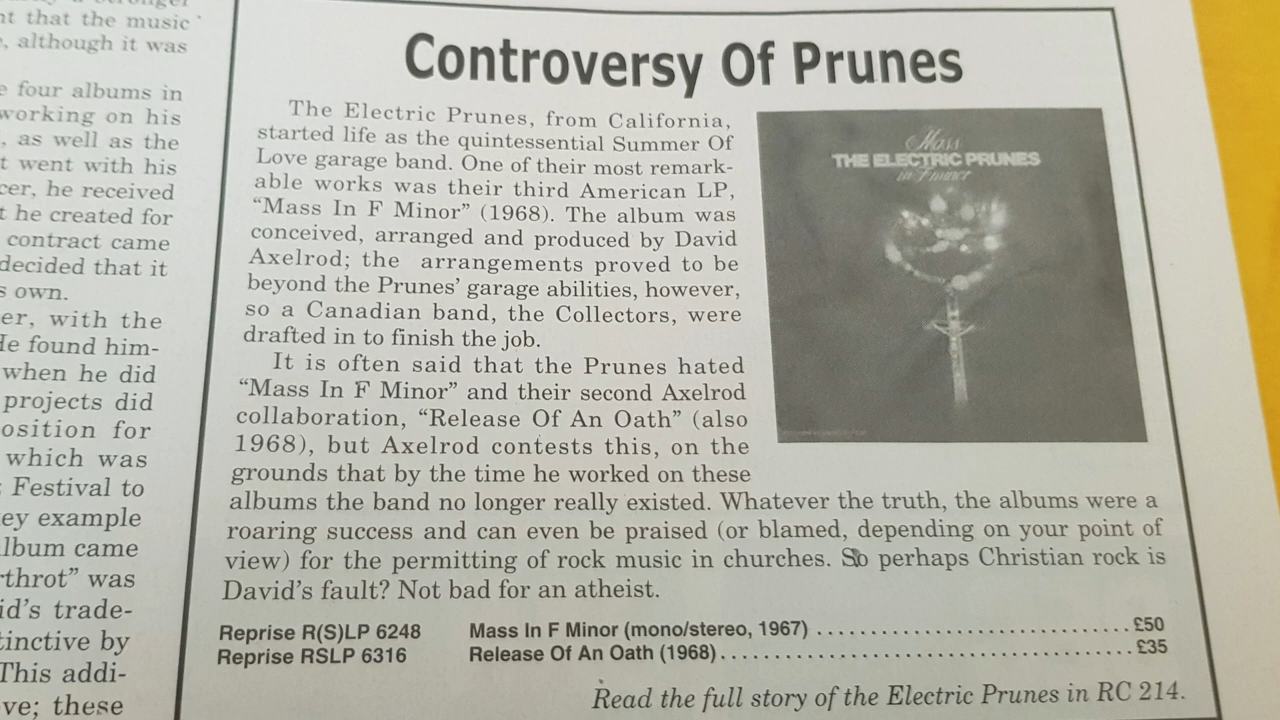 nt that the music
, although it was
e four albums in
working on his
, as well as the
t went with his
cer, he received
t he created for
contract came
decided that it
s own.
er, with the
He found him-
when he did
projects did
osition for
which was
; Festival to
ey example
lbum came
rthrot” was
id’s trade-
tinctive by
This addi-
ve; these
Controversy Of Prunes
The Electric Prunes, from California,
started life as the quintessential Summer Of
Love garage band. One of their most remark-
able works was their third American LP,
“Mass In F Minor” (1968). The album was
conceived, arranged and produced by David
Axelrod; the arrangements proved to be
beyond the Prunes’ garage abilities, however,
so a Canadian band, the Collectors, were
drafted in to finish the job.
It is often said that the Prunes hated
“Mass In F Minor” and their second Axelrod
collaboration, “Release Of An Oath” (also
1968), but Axelrod contests this, on the
grounds that by the time he worked on these
albums the band no longer really existed. Whatever the truth, the albums were a
roaring success and can even be praised (or blamed, depending on your point of
view) for the permitting of rock music in churches. So perhaps Christian rock is
David’s fault? Not bad for an atheist.
Mass
THE ELECTRIC PRUNES
in F minor
Reprise R(S)LP 6248 Mass In F Minor (mono/stereo, 1967) ............................ £50
Reprise RSLP 6316 Release Of An Oath (1968) ...................................... £35
Read the full story of the Electric Prunes in RC 214.